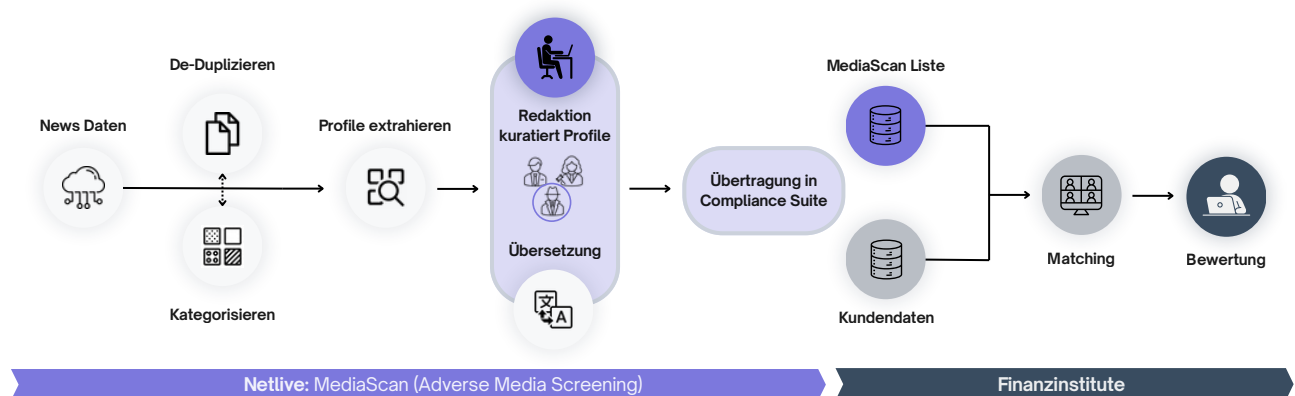 News Daten
De-Duplizieren
Kategorisieren
Profile extrahieren
Redaktion
kuratiert Profile
Übersetzung
文
A
Übertragung in
Compliance Suite
MediaScan Liste
Kundendaten
Matching
Bewertung
Netlive: MediaScan (Adverse Media Screening)
Finanzinstitute